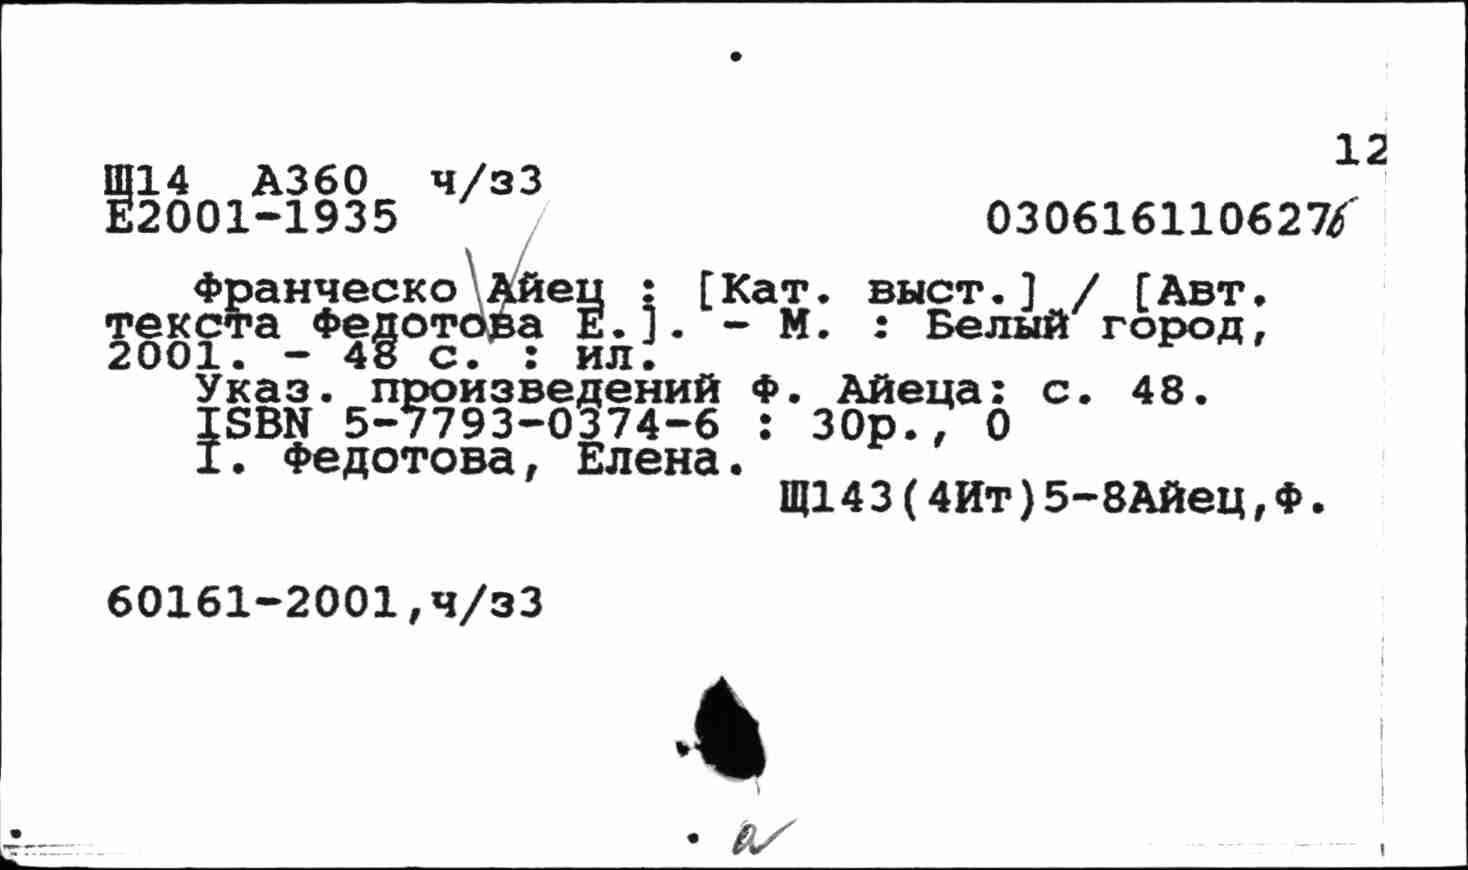 12
Щ14 А360 ч/з3
Е2001-1935
0306161106276
Франческо Айец : [Кат. выст.] / [Авт.
текста Федотова Е.]. - М. : Белый город,
2001. - 48 с. : ил.
Указ. произведений Ф. Айеца: с. 48.
ISBN 5-7793-0374-6 : 30р., 0
I. Федотова, Елена.
Щ143(4Ит)5-8Айец,Ф.
60161-2001,ч/з3
а